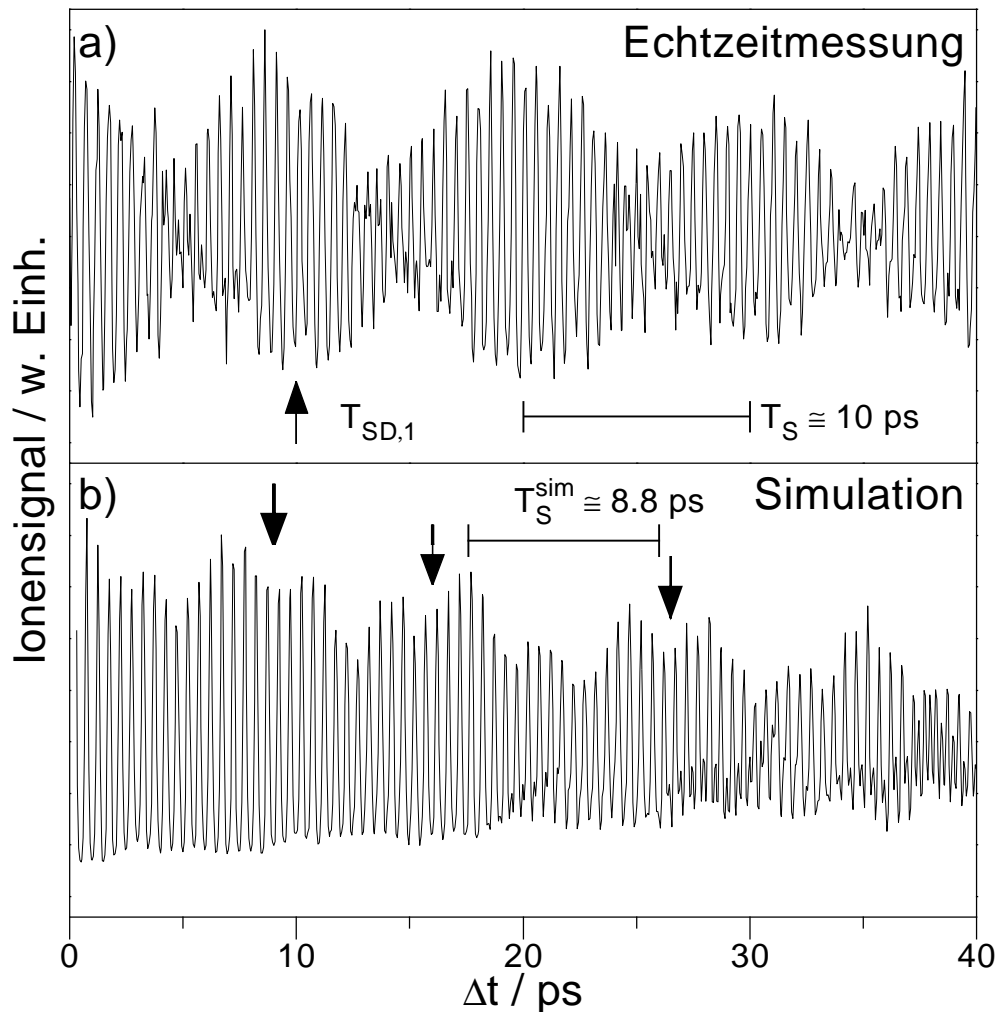 a) Echtzeitmessung
T_SD,1
T_S ≅ 10 ps
b) Simulation
T_S^sim ≅ 8.8 ps
Ionensignal / w. Einh.
0 10 20 30 40
Δt / ps